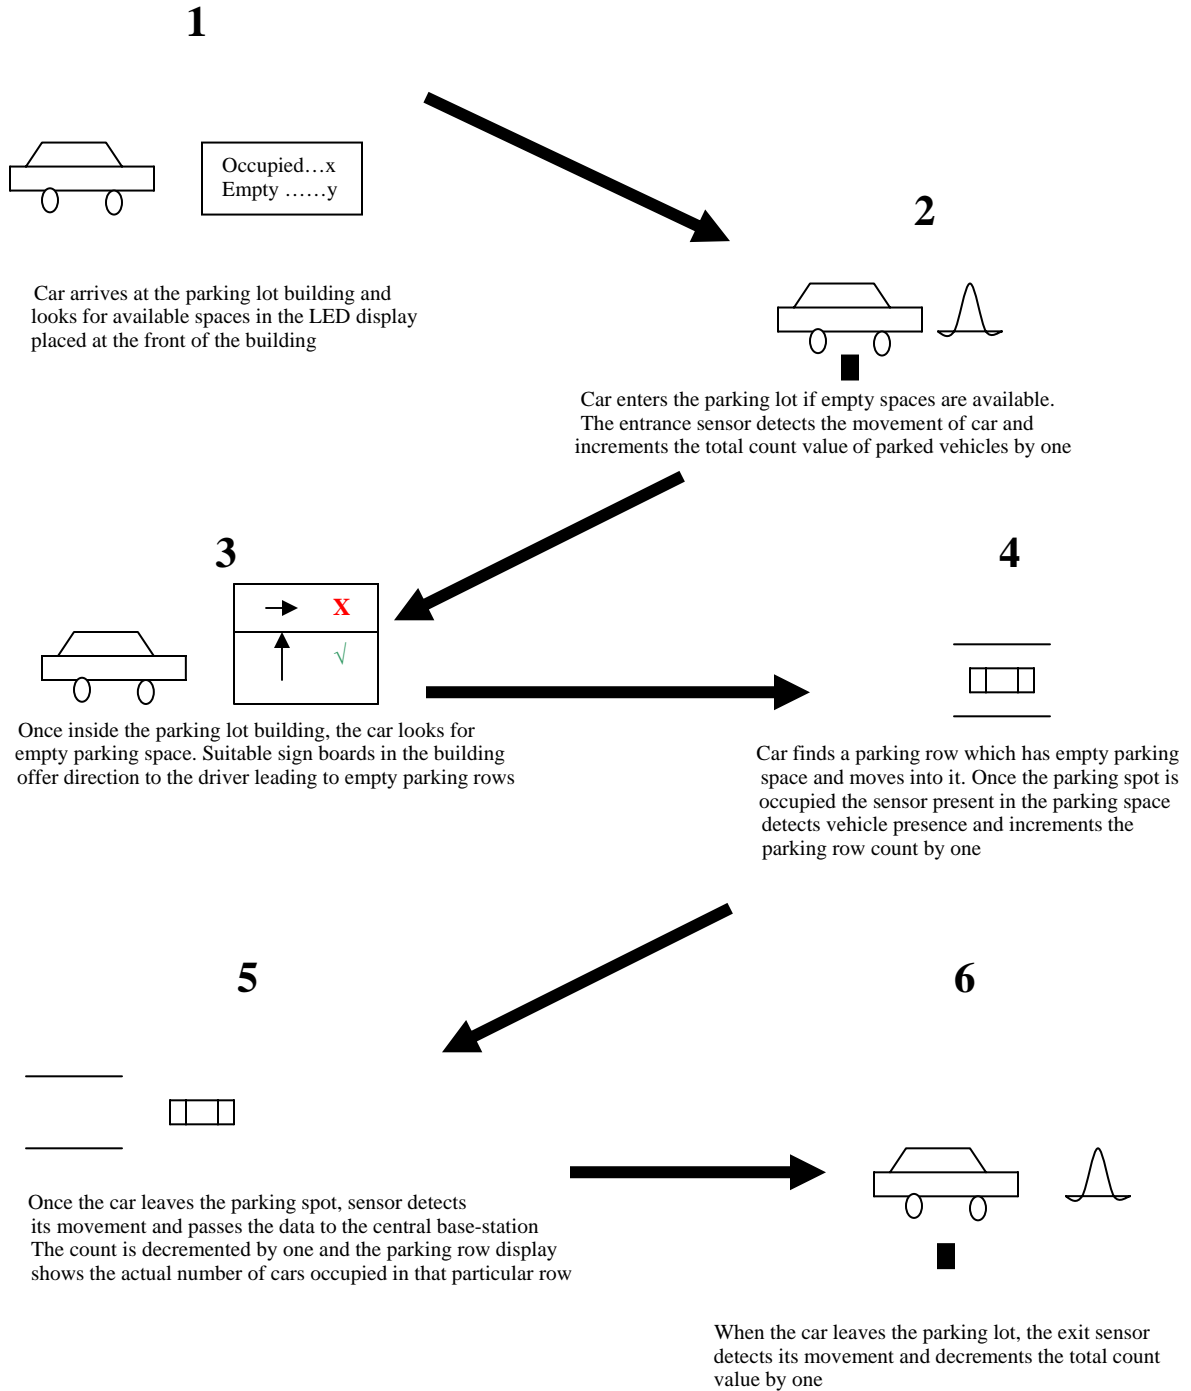 1
Occupied…x
Empty ……y
Car arrives at the parking lot building and
looks for available spaces in the LED display
placed at the front of the building
2
Car enters the parking lot if empty spaces are available.
The entrance sensor detects the movement of car and
increments the total count value of parked vehicles by one
3
X
√
Once inside the parking lot building, the car looks for
empty parking space. Suitable sign boards in the building
offer direction to the driver leading to empty parking rows
4
Car finds a parking row which has empty parking
space and moves into it. Once the parking spot is
occupied the sensor present in the parking space
detects vehicle presence and increments the
parking row count by one
5
Once the car leaves the parking spot, sensor detects
its movement and passes the data to the central base-station
The count is decremented by one and the parking row display
shows the actual number of cars occupied in that particular row
6
When the car leaves the parking lot, the exit sensor
detects its movement and decrements the total count
value by one